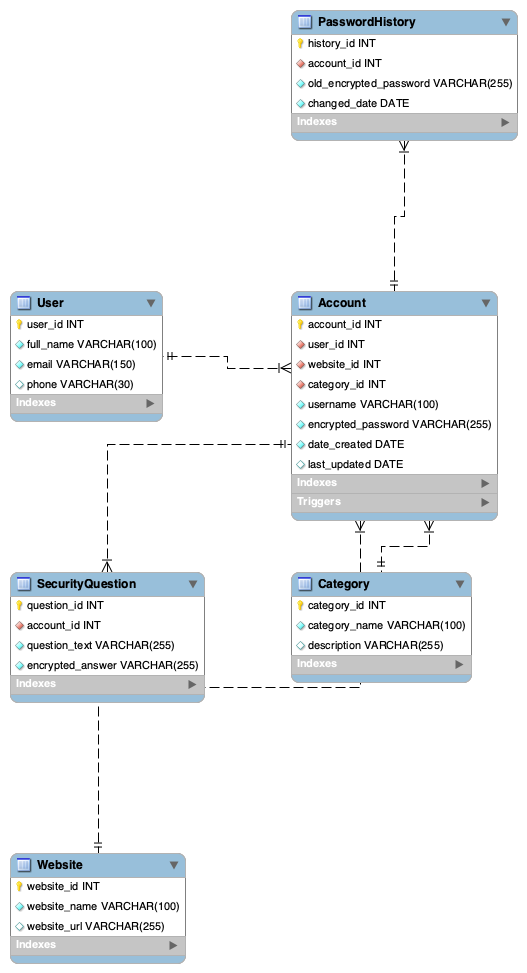 PasswordHistory
history_id INT
account_id INT
old_encrypted_password VARCHAR(255)
changed_date DATE
Indexes
User
user_id INT
full_name VARCHAR(100)
email VARCHAR(150)
phone VARCHAR(30)
Indexes
Account
account_id INT
user_id INT
website_id INT
category_id INT
username VARCHAR(100)
encrypted_password VARCHAR(255)
date_created DATE
last_updated DATE
Indexes
Triggers
SecurityQuestion
question_id INT
account_id INT
question_text VARCHAR(255)
encrypted_answer VARCHAR(255)
Indexes
Category
category_id INT
category_name VARCHAR(100)
description VARCHAR(255)
Indexes
Website
website_id INT
website_name VARCHAR(100)
website_url VARCHAR(255)
Indexes